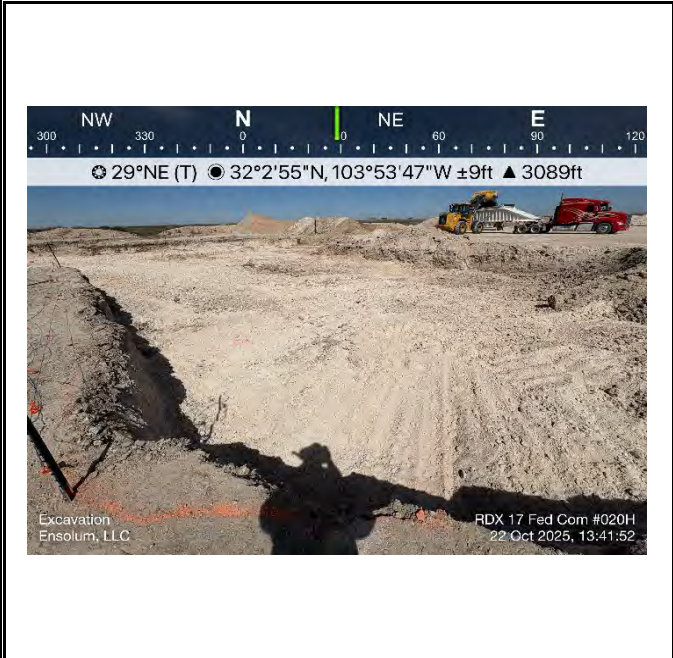 NW N NE E
300 330 0 0 60 90 120
29°NE (T) 32°2'55"N, 103°53'47"W ±9ft ▲ 3089ft
Excavation
Ensolum, LLC
RDX 17 Fed Com #020H
22 Oct 2025, 13:41:52